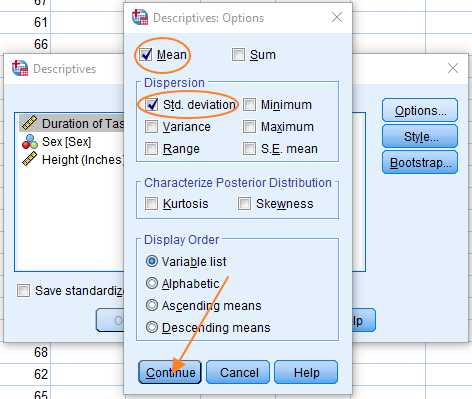 61
66
67
Descriptives: Options
Mean
Sum
Dispersion
Std. deviation
Minimum
Variance
Maximum
Range
S.E. mean
Characterize Posterior Distribution
Kurtosis
Skewness
Display Order
Variable list
Alphabetic
Ascending means
Descending means
Continue
Cancel
Help
Descriptives
Duration of Tas
Sex [Sex]
Height (Inches)
Options...
Style...
Bootstrap...
Save standardiz
O
lp
68
62
65